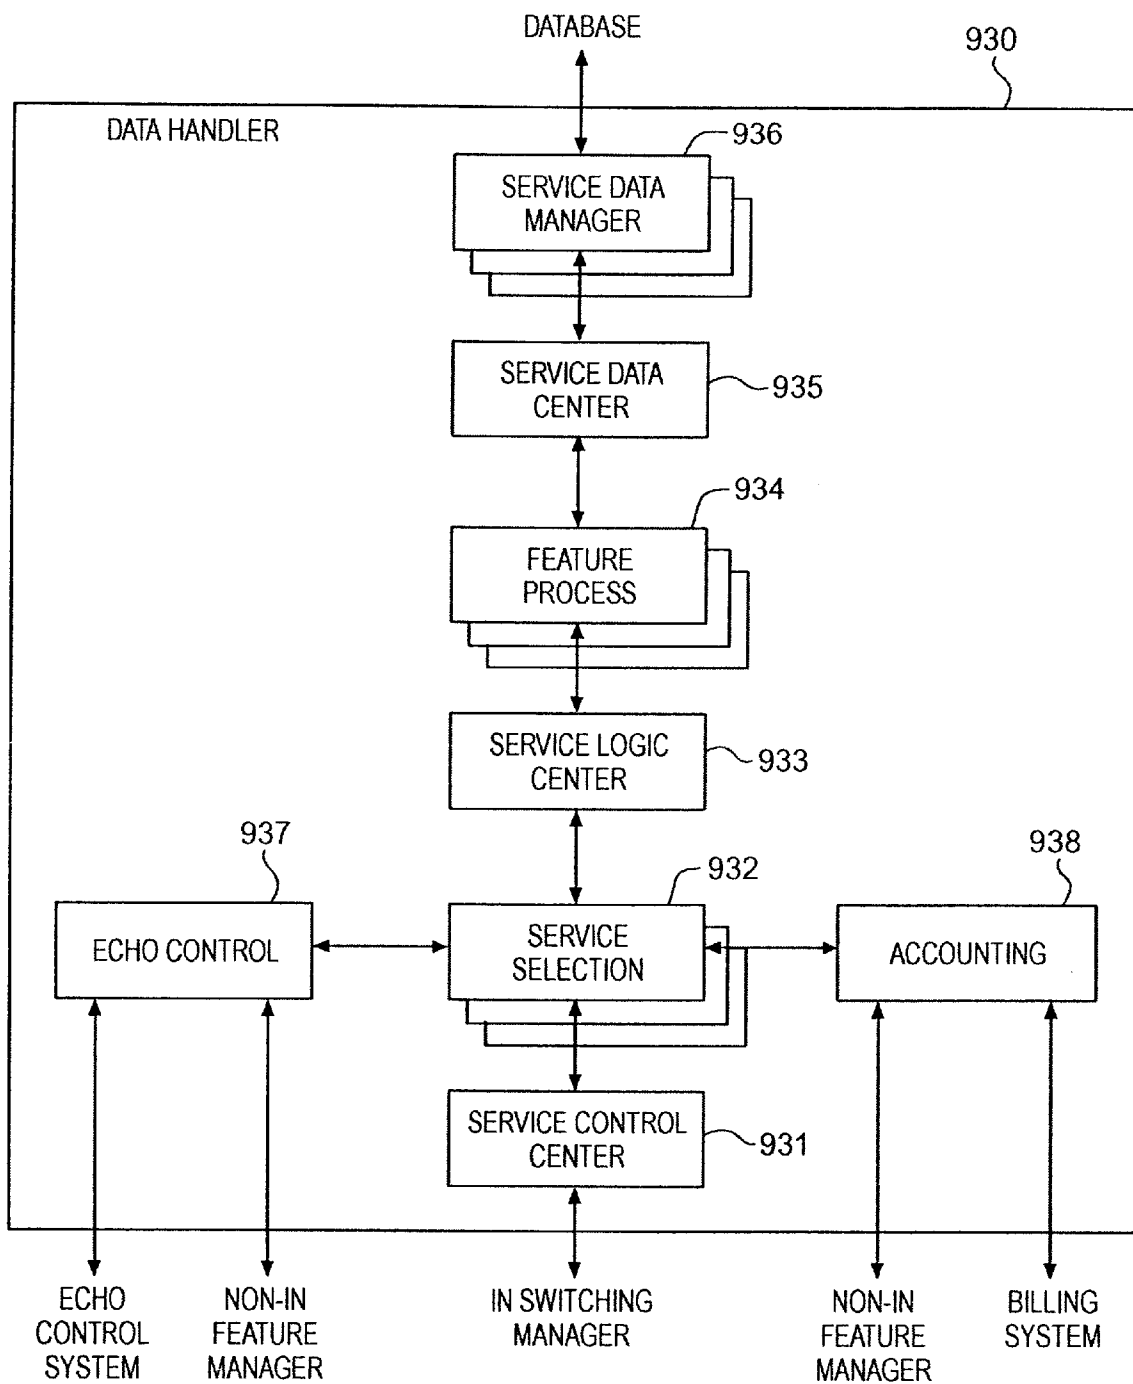 DATABASE
930
DATA HANDLER
936
SERVICE DATA
MANAGER
SERVICE DATA
CENTER
935
934
FEATURE
PROCESS
SERVICE LOGIC
CENTER
933
937
932
938
ECHO CONTROL
SERVICE
SELECTION
ACCOUNTING
SERVICE CONTROL
CENTER
931
ECHO
CONTROL
SYSTEM
NON-IN
FEATURE
MANAGER
IN SWITCHING
MANAGER
NON-IN
FEATURE
MANAGER
BILLING
SYSTEM